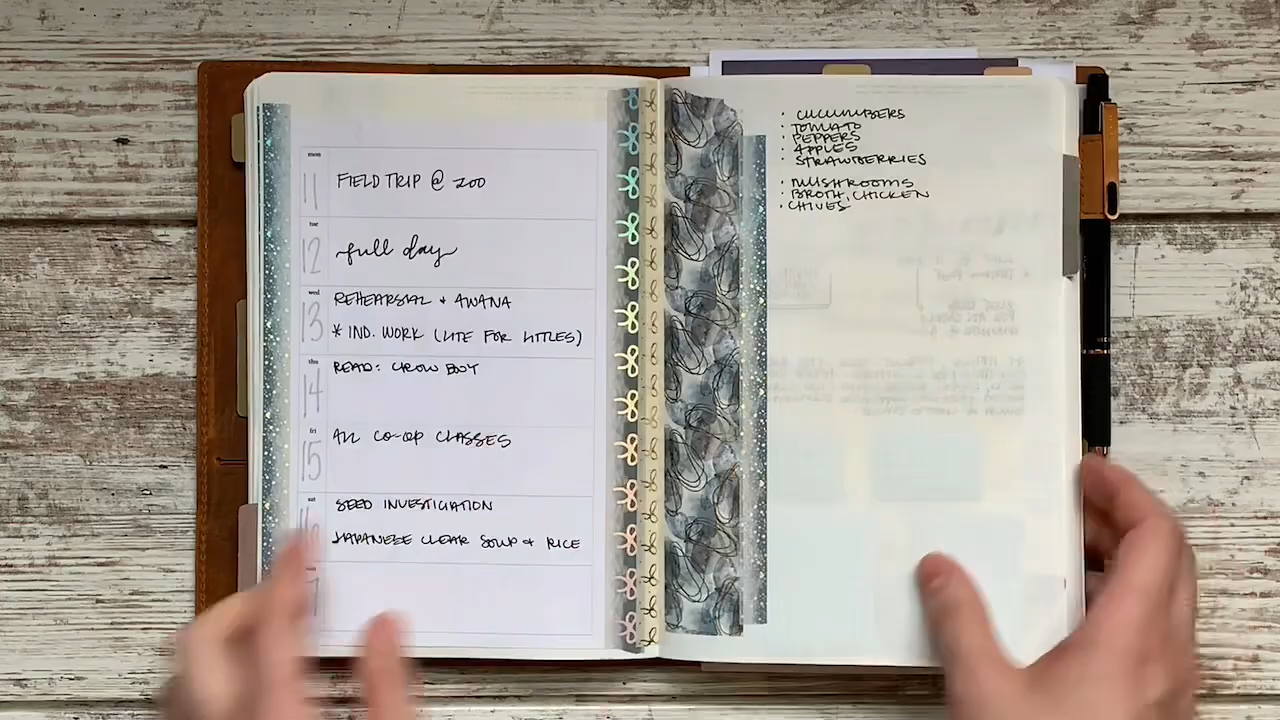 mon
11
FIELD TRIP @ ZOO
tue
12
full day
wed
13
REHEARSAL + AWANA
* IND. WORK (LITE FOR LITTLES)
thu
14
READ: CROW BOY
fri
15
ALL CO-OP CLASSES
sat
SEED INVESTIGATION
JAPANESE CLEAR SOUP + RICE
· CUCUMBERS
· TOMATO
· PEPPERS
· APPLES
· STRAWBERRIES
· MUSHROOMS
· BROTH, CHICKEN
· CHIVES